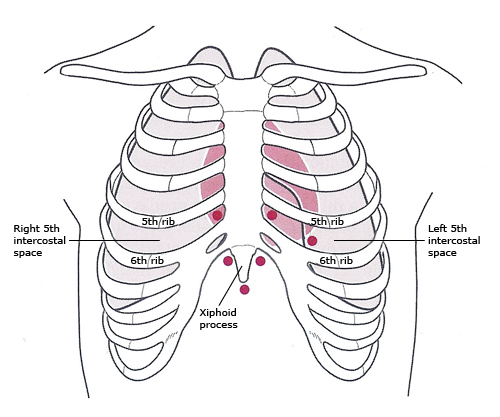 5th rib
5th rib
Right 5th
intercostal
space
Left 5th
intercostal
space
6th rib
6th rib
Xiphoid
process